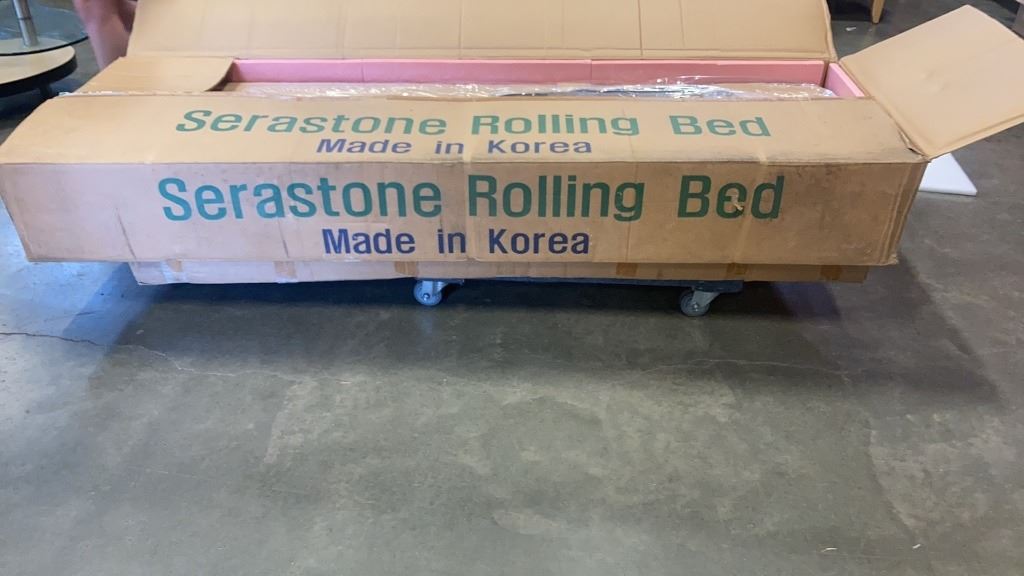 Serastone Rolling Bed
Made in Korea
Serastone Rolling Bed
Made in Korea